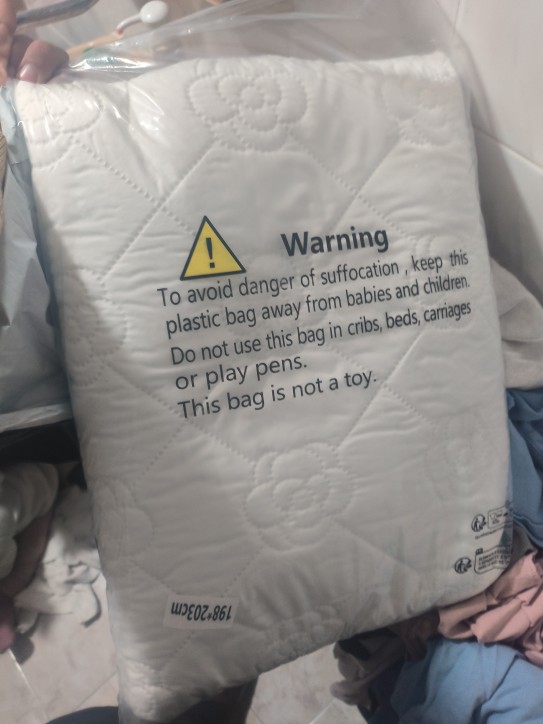 Warning
To avoid danger of suffocation , keep this
plastic bag away from babies and children.
Do not use this bag in cribs, beds, carriages
or play pens.
This bag is not a toy.
198*203cm